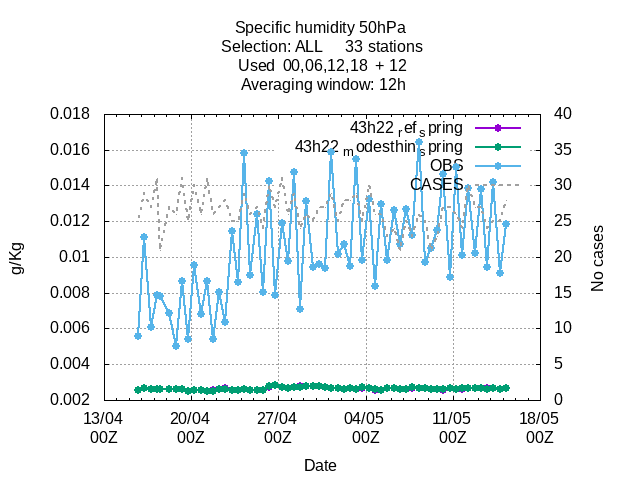 Specific humidity 50hPa
Selection: ALL 33 stations
Used 00,06,12,18 + 12
Averaging window: 12h
0.018
0.016
0.014
0.012
0.01
0.008
0.006
0.004
0.002
40
35
30
25
20
15
10
5
0
43h22_ref_spring
43h22_modesthin_spring
OBS
CASES
g/Kg
No cases
13/04 00Z
20/04 00Z
27/04 00Z
04/05 00Z
11/05 00Z
18/05 00Z
Date